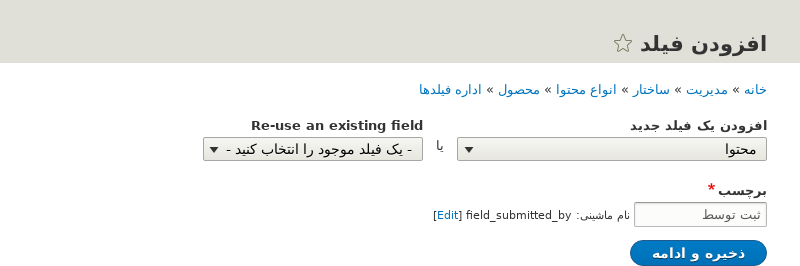 افزودن فیلد
خانه » مدیریت » ساختار » انواع محتوا » محصول » اداره فیلدها
افزودن یک فیلد جدید
محتوا
یا
Re-use an existing field
- یک فیلد موجود را انتخاب کنید -
برچسب *
ثبت توسط
نام ماشینی: field_submitted_by [Edit]
ذخیره و ادامه